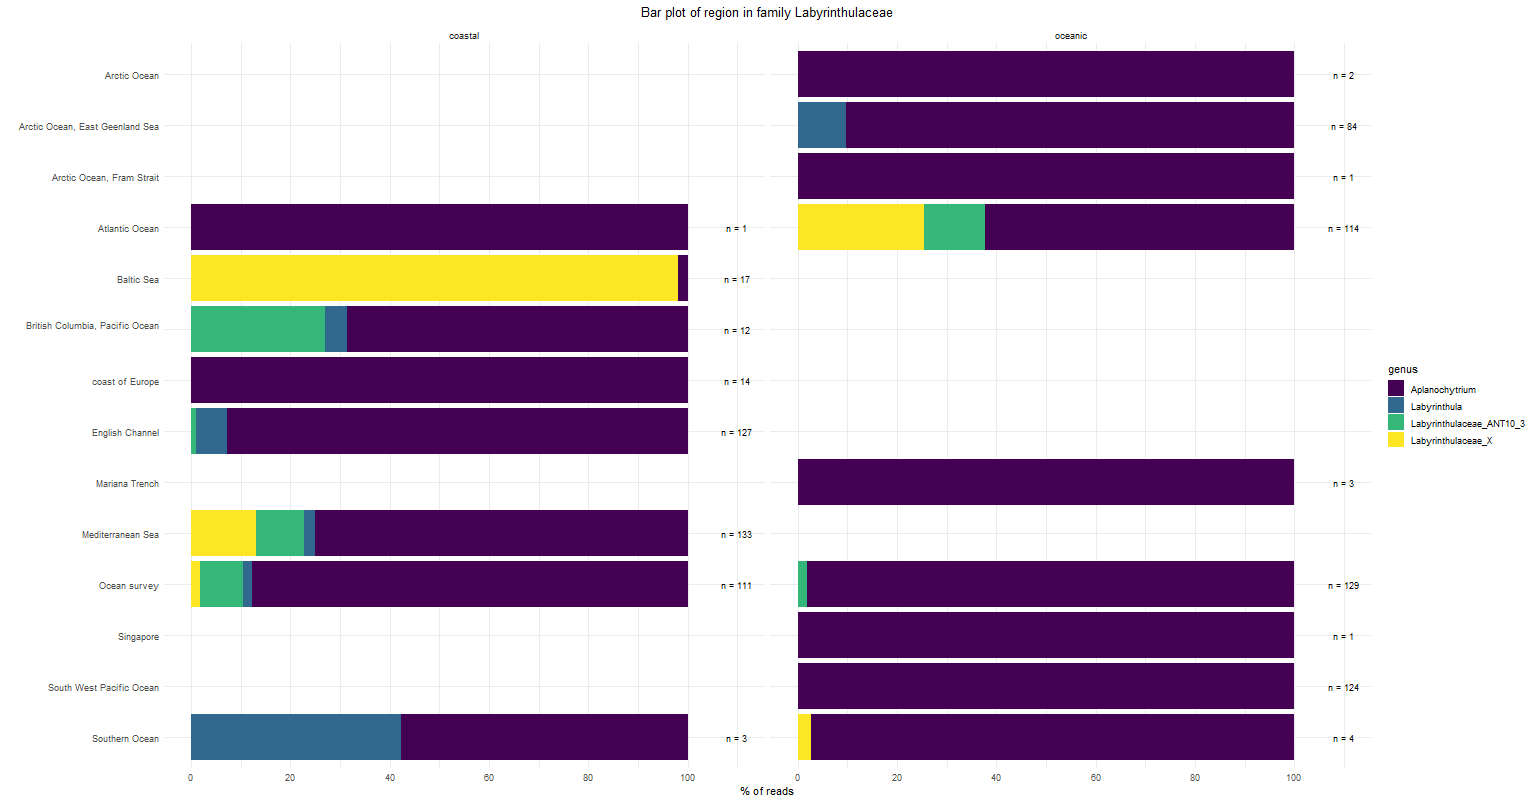 Bar plot of region in family Labyrinthulaceae
coastal
oceanic
Arctic Ocean
n = 2
Arctic Ocean, East Geenland Sea
n = 84
Arctic Ocean, Fram Strait
n = 1
Atlantic Ocean
n = 1
n = 114
Baltic Sea
n = 17
British Columbia, Pacific Ocean
n = 12
coast of Europe
n = 14
English Channel
n = 127
Mariana Trench
n = 3
Mediterranean Sea
n = 133
Ocean survey
n = 111
n = 129
Singapore
n = 1
South West Pacific Ocean
n = 124
Southern Ocean
n = 3
n = 4
0 20 40 60 80 100
0 20 40 60 80 100
% of reads
genus
Aplanochytrium
Labyrinthula
Labyrinthulaceae_ANT10_3
Labyrinthulaceae_X